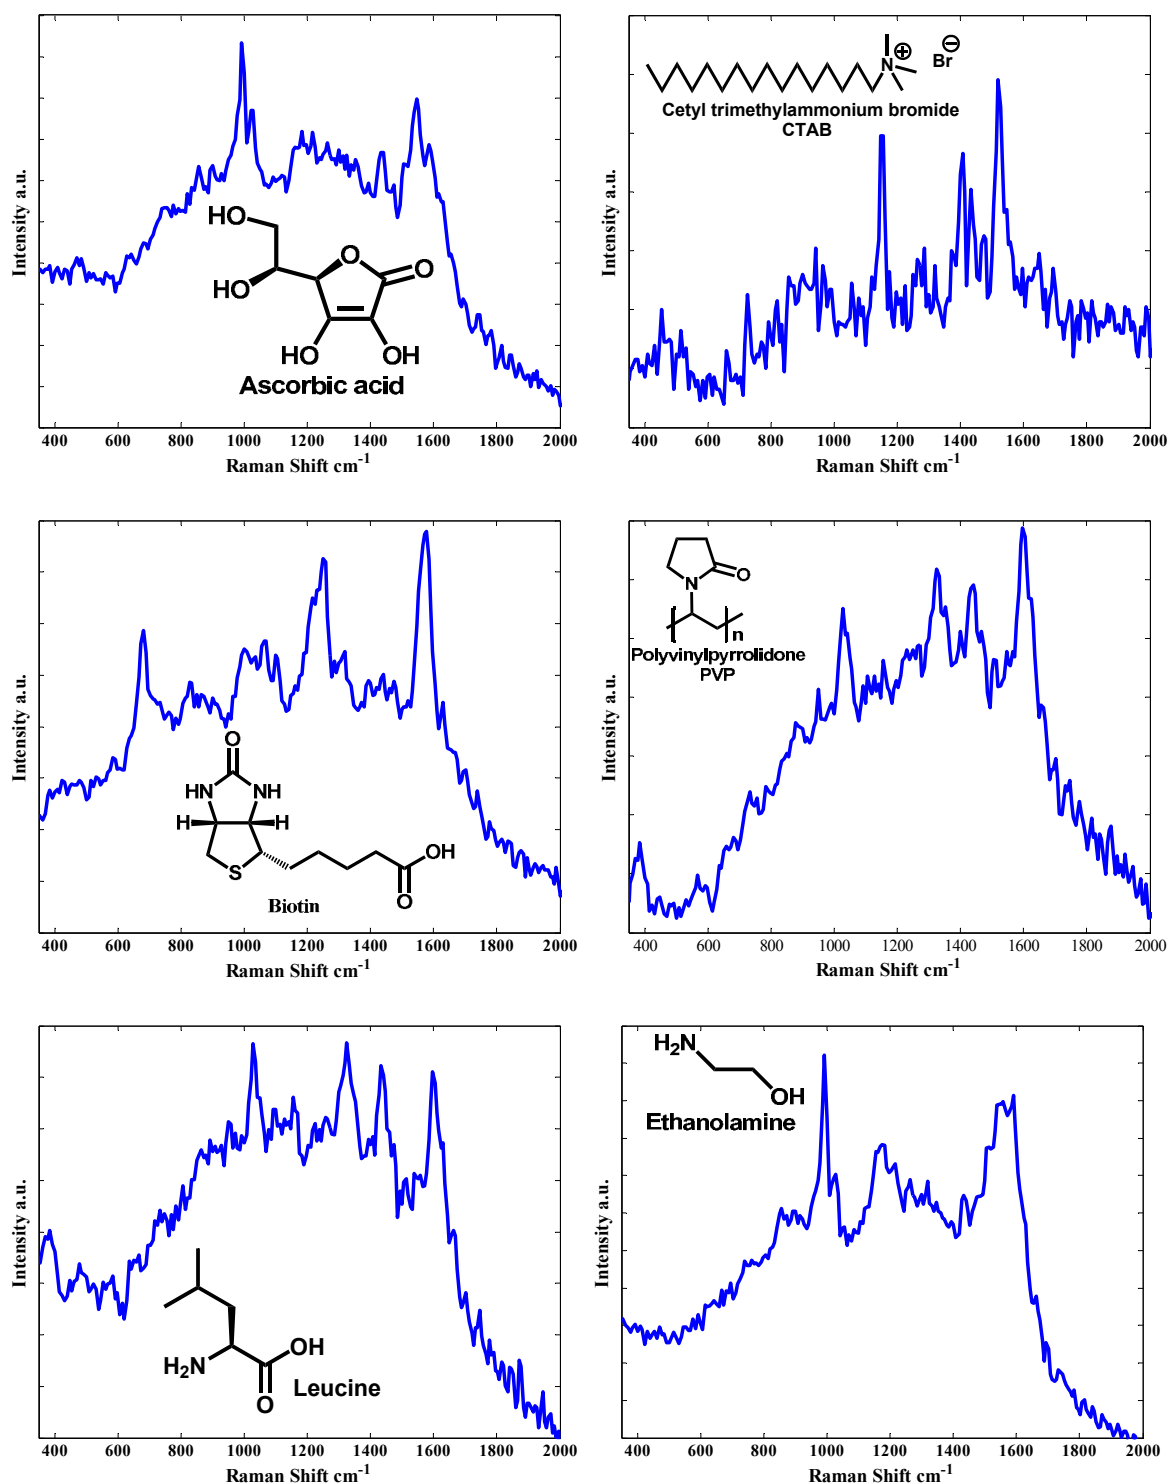 Intensity a.u.
HO
HO
O
O
HO
OH
Ascorbic acid
400 600 800 1000 1200 1400 1600 1800 2000
Raman Shift cm⁻¹
Intensity a.u.
N ⊕ Br ⊖
Cetyl trimethylammonium bromide
CTAB
400 600 800 1000 1200 1400 1600 1800 2000
Raman Shift cm⁻¹
Intensity a.u.
O
HN NH
H H
S
OH
O
Biotin
400 600 800 1000 1200 1400 1600 1800 2000
Raman Shift cm⁻¹
Intensity a.u.
N O
n
Polyvinylpyrrolidone
PVP
400 600 800 1000 1200 1400 1600 1800 2000
Raman Shift cm⁻¹
Intensity a.u.
H₂N
OH
O
Leucine
400 600 800 1000 1200 1400 1600 1800 2000
Raman Shift cm⁻¹
Intensity a.u.
H₂N
OH
Ethanolamine
400 600 800 1000 1200 1400 1600 1800 2000
Raman Shift cm⁻¹